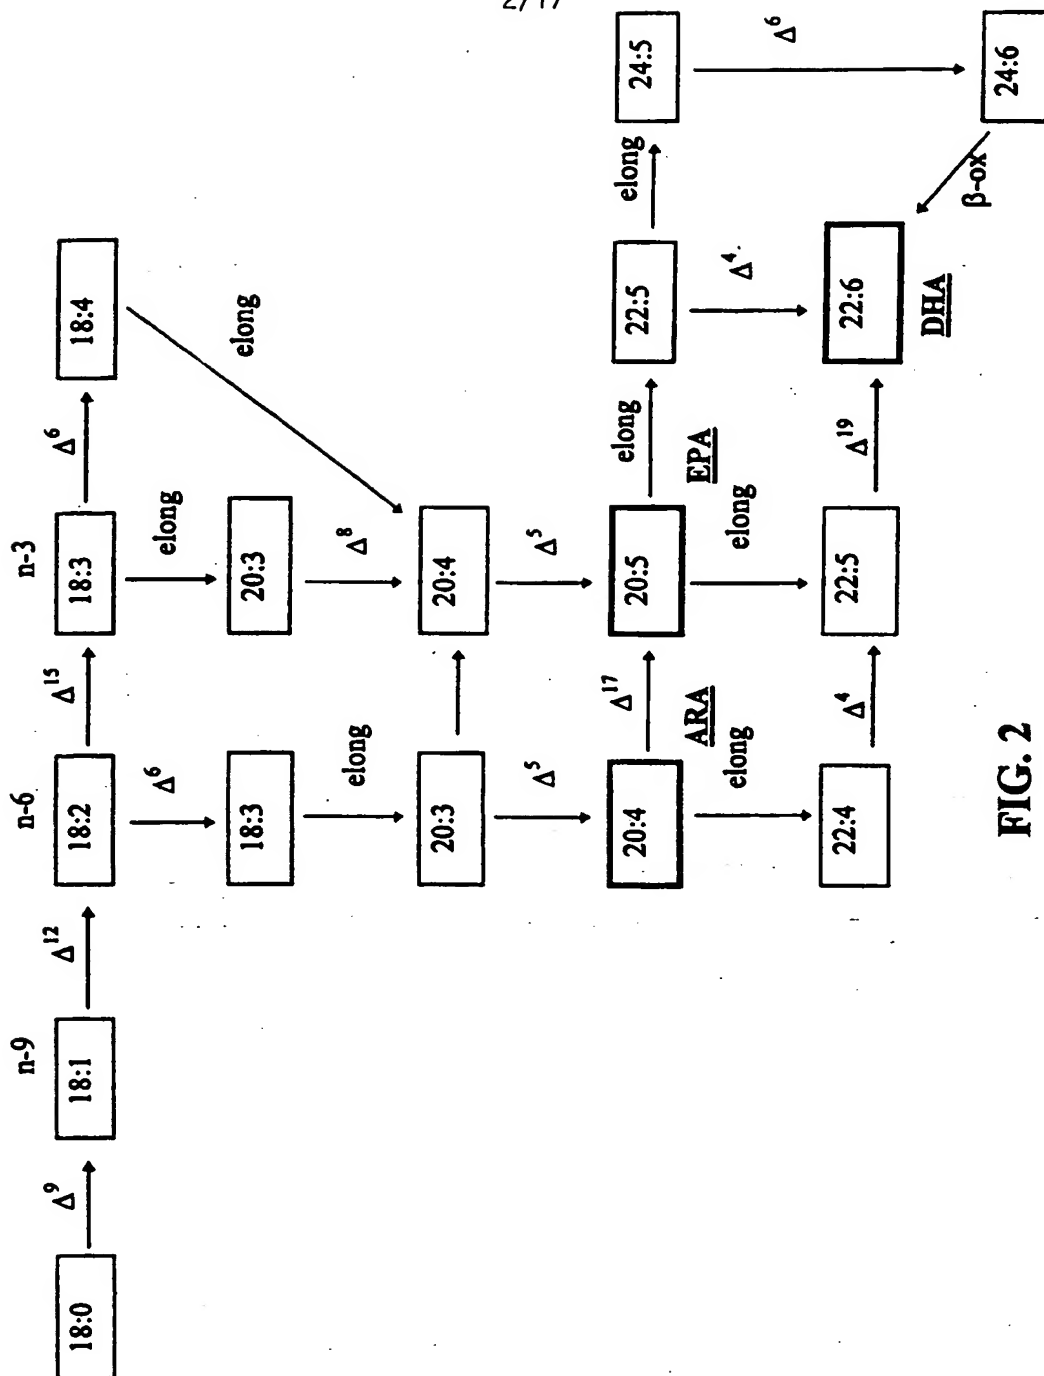 2/17
n-9 n-6 n-3
Δ⁹ Δ¹² Δ¹⁵ Δ⁶
18:0 18:1 18:2 18:3 18:4
Δ⁶ elong
elong
18:3 20:3
elong Δ⁸
20:3 20:4
Δ⁵ Δ⁵
Δ¹⁷ elong elong
20:4 20:5 22:5 24:5
ARA EPA
elong elong Δ⁴ Δ⁶
Δ⁴ Δ¹⁹
22:4 22:5 22:6
DHA
β-ox
24:6
FIG. 2